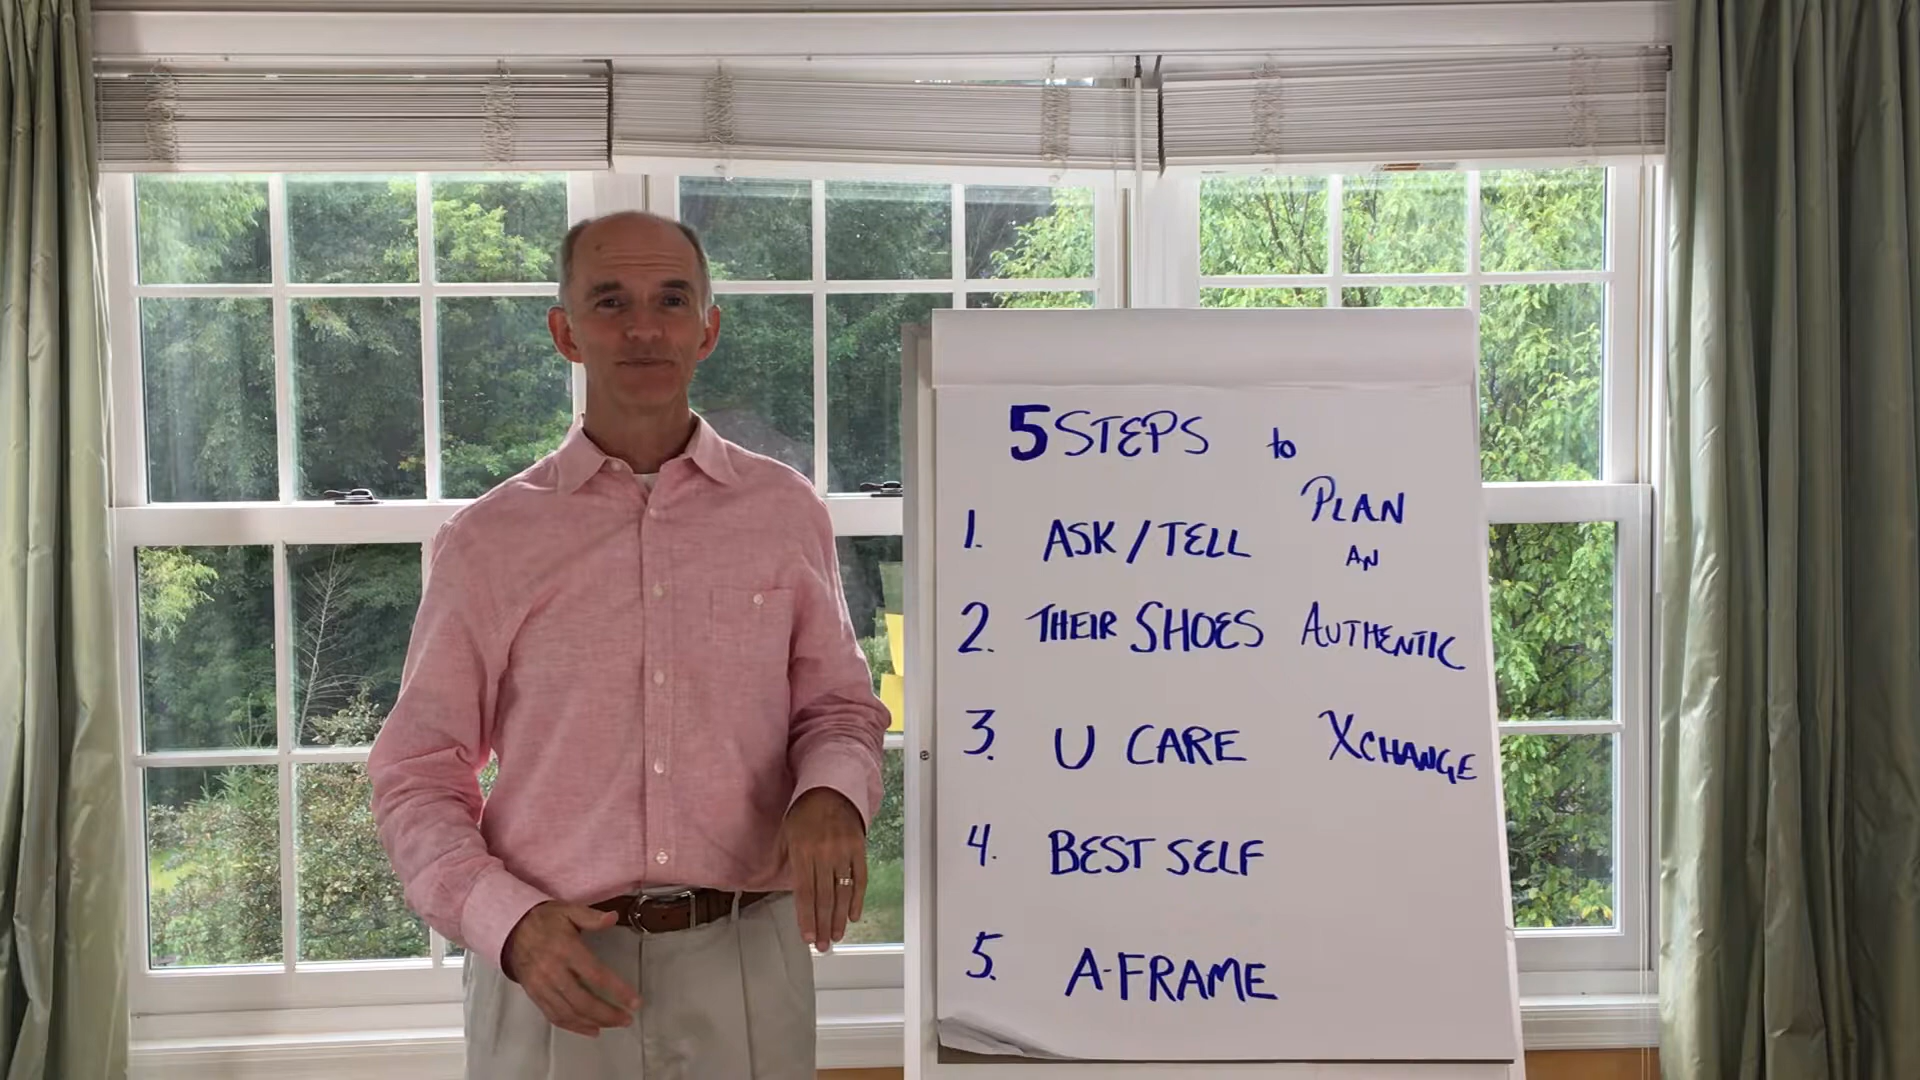 5 STEPS to
PLAN
AN
AUTHENTIC
XCHANGE
1. ASK/TELL
2. THEIR SHOES
3. U CARE
4. BEST SELF
5. A-FRAME